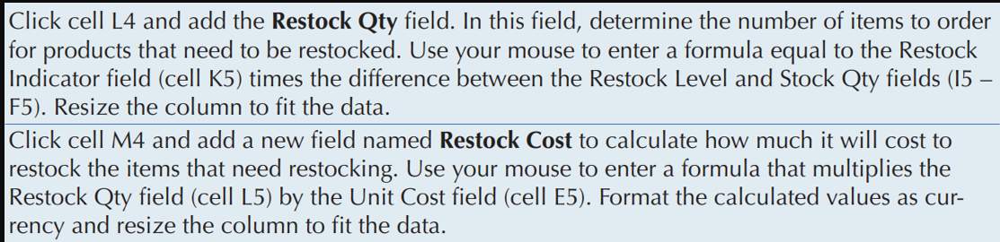 Click cell L4 and add the Restock Qty field. In this field, determine the number of items to order
for products that need to be restocked. Use your mouse to enter a formula equal to the Restock
Indicator field (cell K5) times the difference between the Restock Level and Stock Qty fields (I5 –
F5). Resize the column to fit the data.
Click cell M4 and add a new field named Restock Cost to calculate how much it will cost to
restock the items that need restocking. Use your mouse to enter a formula that multiplies the
Restock Qty field (cell L5) by the Unit Cost field (cell E5). Format the calculated values as cur-
rency and resize the column to fit the data.